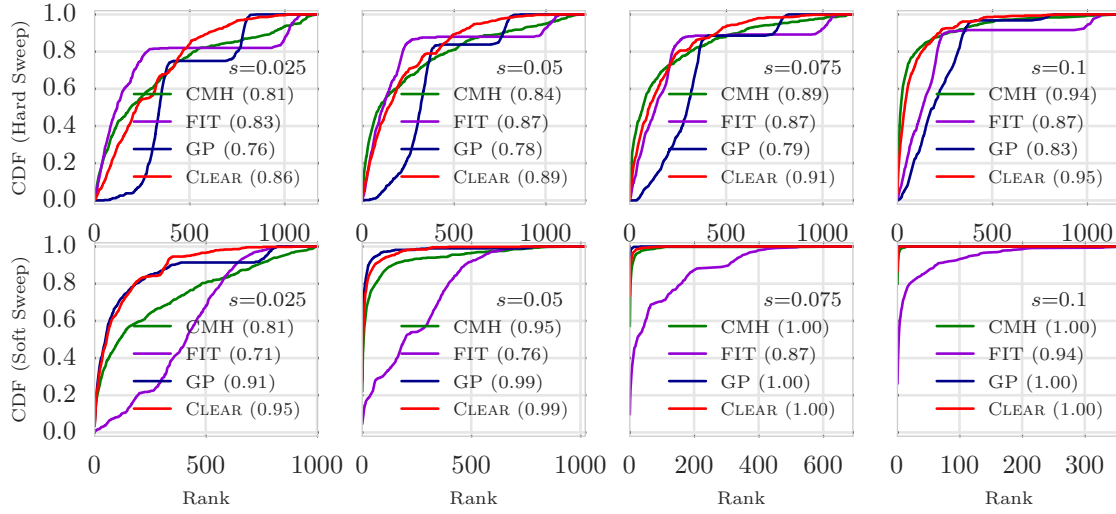 CDF (Hard Sweep)
1.0
0.8
0.6
0.4
0.2
0.0
s=0.025
CMH (0.81)
FIT (0.83)
GP (0.76)
CLEAR (0.86)
0 500 1000
s=0.05
CMH (0.84)
FIT (0.87)
GP (0.78)
CLEAR (0.89)
0 500 1000
s=0.075
CMH (0.89)
FIT (0.87)
GP (0.79)
CLEAR (0.91)
0 200 400 600
s=0.1
CMH (0.94)
FIT (0.87)
GP (0.83)
CLEAR (0.95)
0 500 1000
CDF (Soft Sweep)
1.0
0.8
0.6
0.4
0.2
0.0
s=0.025
CMH (0.81)
FIT (0.71)
GP (0.91)
CLEAR (0.95)
0 500 1000
Rank
s=0.05
CMH (0.95)
FIT (0.76)
GP (0.99)
CLEAR (0.99)
0 500 1000
Rank
s=0.075
CMH (1.00)
FIT (0.87)
GP (1.00)
CLEAR (1.00)
0 200 400 600
Rank
s=0.1
CMH (1.00)
FIT (0.94)
GP (1.00)
CLEAR (1.00)
0 100 200 300
Rank